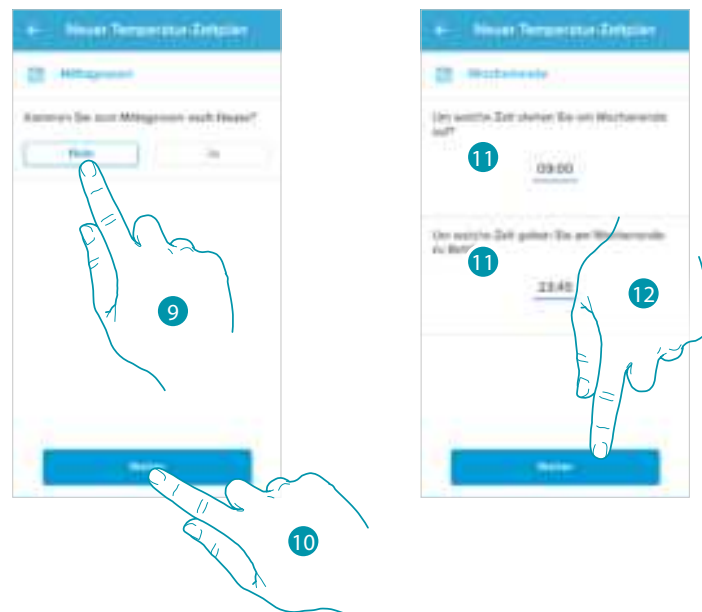 Neuer Temperatur-Zeitplan
Mittagessen
Kommen Sie zum Mittagessen nach Hause?
Nein
Ja
9
Weiter
10
Neuer Temperatur-Zeitplan
Wochenende
Um welche Zeit stehen Sie am Wochenende
auf?
11
09:00
Um welche Zeit gehen Sie am Wochenende
zu Bett?
11
23:45
12
Weiter